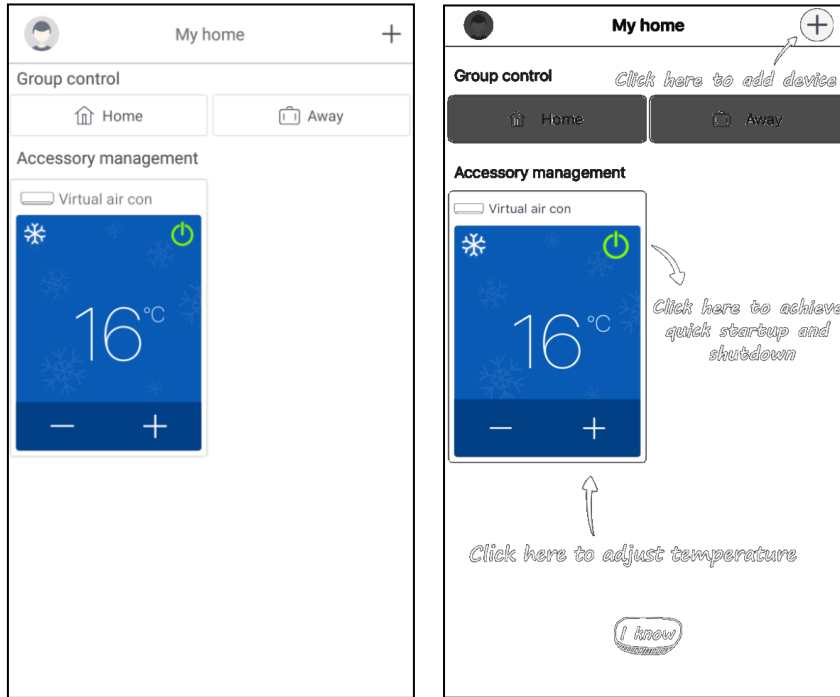 My home
Group control
Home
Away
Accessory management
Virtual air con
16°C
My home
Click here to add device
Group control
Home
Away
Accessory management
Virtual air con
16°C
Click here to achieve
quick startup and
shutdown
Click here to adjust temperature
I know